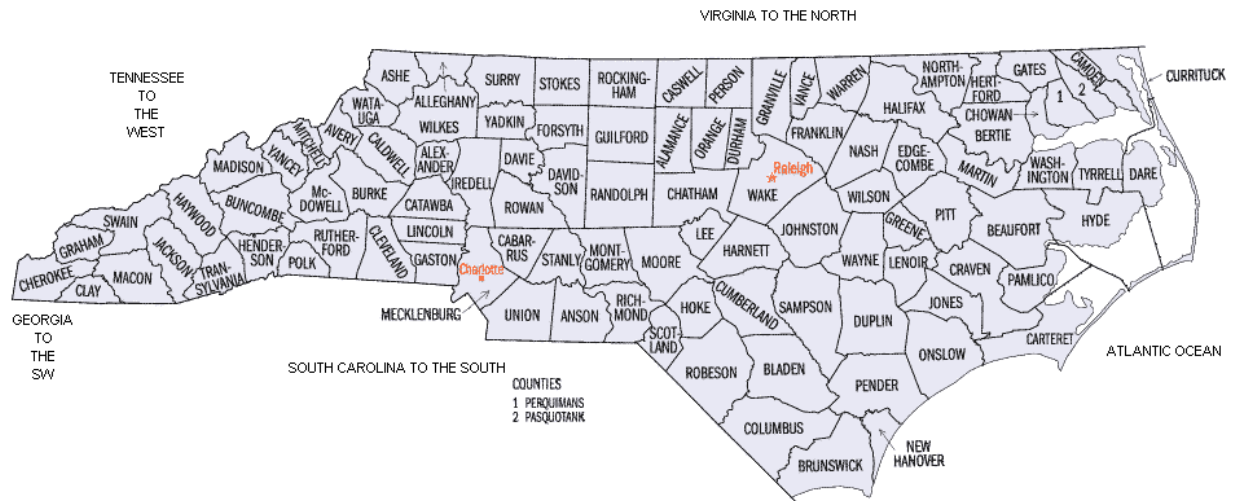 VIRGINIA TO THE NORTH
TENNESSEE
TO
THE
WEST
GEORGIA
TO
THE
SW
SOUTH CAROLINA TO THE SOUTH
ATLANTIC OCEAN
ASHE
ALLEGHANY
SURRY
STOKES
ROCKING-
HAM
CASWELL
PERSON
GRANVILLE
VANCE
WARREN
NORTH-
AMPTON
HERT-
FORD
GATES
CAMDEN
CURRITUCK
1
2
WATA-
UGA
WILKES
YADKIN
FORSYTH
GUILFORD
ALAMANCE
ORANGE
DURHAM
FRANKLIN
HALIFAX
CHOWAN
BERTIE
MITCHELL
AVERY
CALDWELL
ALEX-
ANDER
IREDELL
DAVIE
DAVID-
SON
RANDOLPH
CHATHAM
WAKE
Raleigh
NASH
EDGE-
COMBE
MARTIN
WASH-
INGTON
TYRRELL
DARE
MADISON
YANCEY
Mc-
DOWELL
BURKE
CATAWBA
ROWAN
WILSON
PITT
BEAUFORT
HYDE
SWAIN
HAYWOOD
BUNCOMBE
RUTHER-
FORD
CLEVELAND
LINCOLN
GASTON
CABAR-
RUS
STANLY
MONT-
GOMERY
MOORE
LEE
HARNETT
JOHNSTON
GREENE
WAYNE
LENOIR
CRAVEN
PAMLICO
GRAHAM
CHEROKEE
CLAY
MACON
JACKSON
TRAN-
SYLVANIA
HENDER-
SON
POLK
Charlotte
MECKLENBURG
UNION
ANSON
RICH-
MOND
SCOT-
LAND
HOKE
CUMBERLAND
SAMPSON
DUPLIN
JONES
ONSLOW
CARTERET
ROBESON
BLADEN
PENDER
COLUMBUS
BRUNSWICK
NEW
HANOVER
COUNTIES
1 PERQUIMANS
2 PASQUOTANK